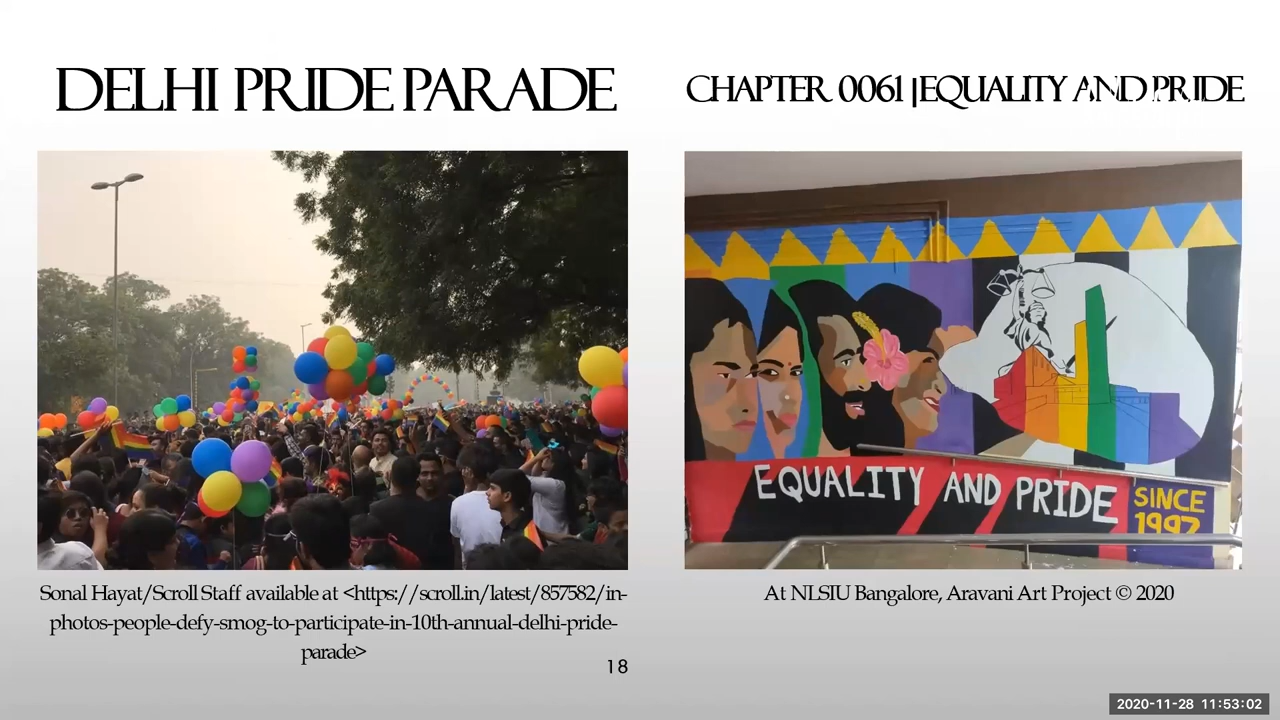 DELHI PRIDE PARADE
CHAPTER 0061 | EQUALITY AND PRIDE
EQUALITY AND PRIDE
SINCE
1997
Sonal Hayat/Scroll Staff available at <https://scroll.in/latest/857582/in-
photos-people-defy-smog-to-participate-in-10th-annual-delhi-pride-
parade>
At NLSIU Bangalore, Aravani Art Project © 2020
18
2020-11-28 11:53:02